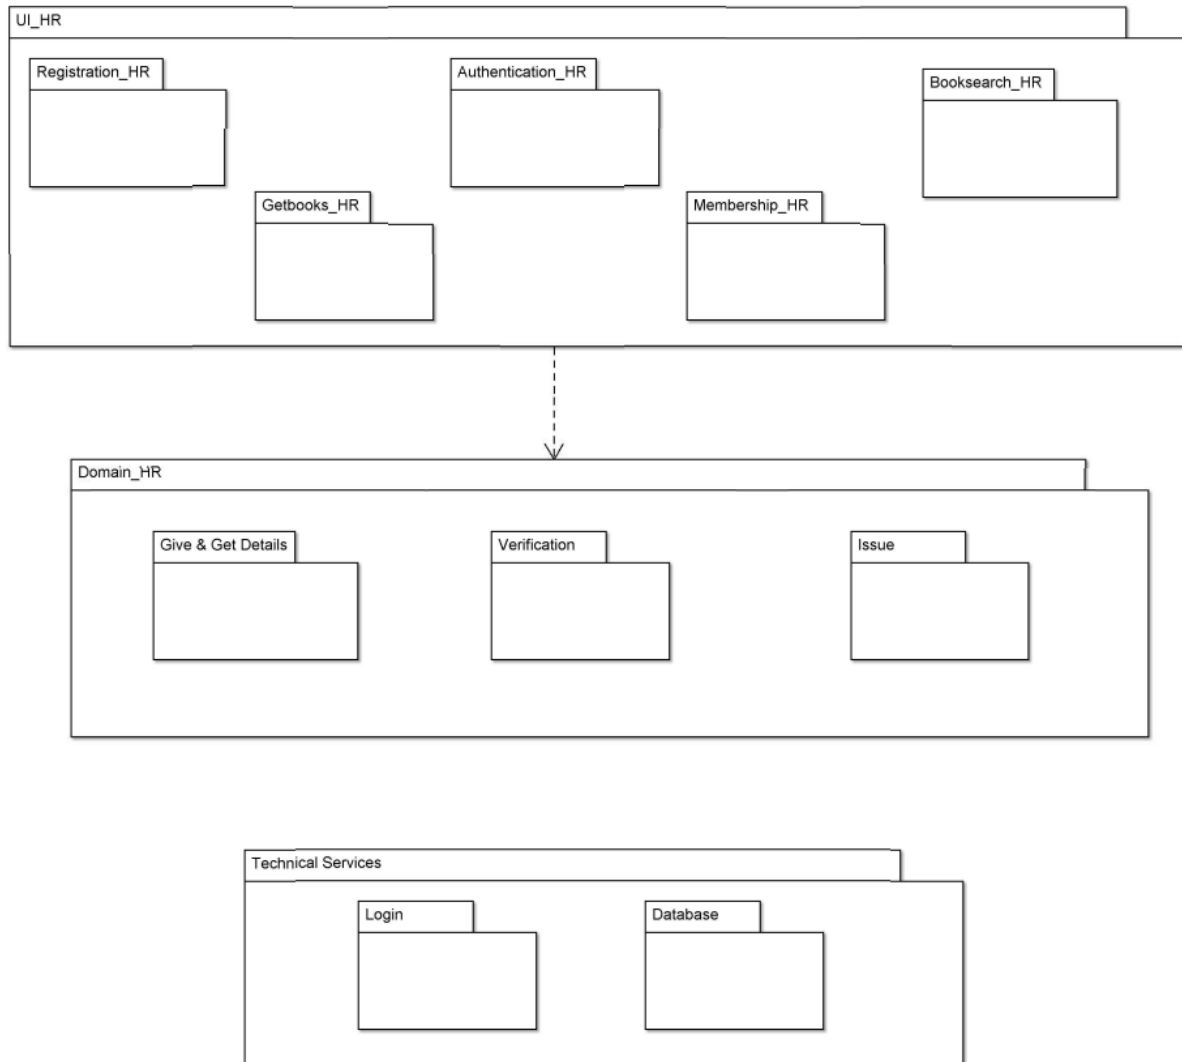 UI_HR
Registration_HR
Authentication_HR
Booksearch_HR
Getbooks_HR
Membership_HR
Domain_HR
Give & Get Details
Verification
Issue
Technical Services
Login
Database